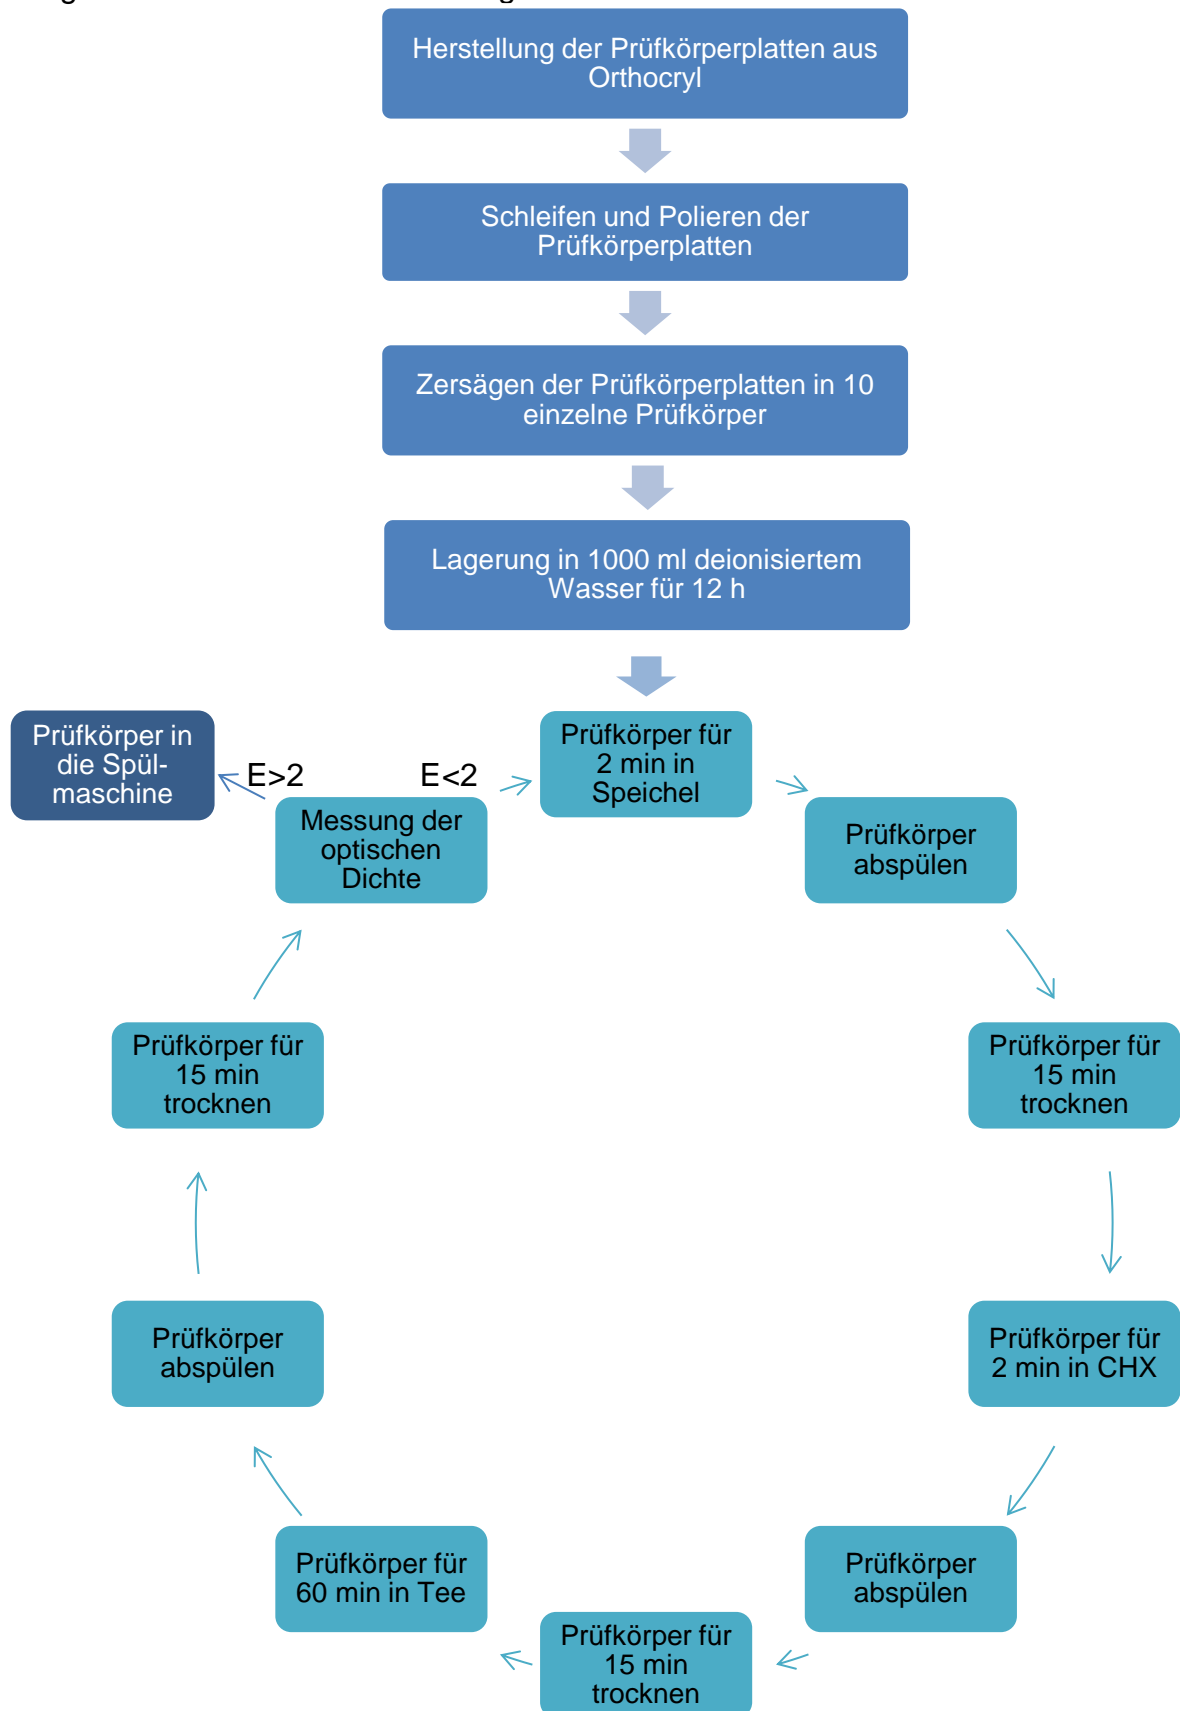 Herstellung der Prüfkörperplatten aus
Orthocryl
Schleifen und Polieren der
Prüfkörperplatten
Zersägen der Prüfkörperplatten in 10
einzelne Prüfkörper
Lagerung in 1000 ml deionisiertem
Wasser für 12 h
Prüfkörper für
2 min in
Speichel
Prüfkörper
abspülen
Prüfkörper für
15 min
trocknen
Prüfkörper für
2 min in CHX
Prüfkörper
abspülen
Prüfkörper für
15 min
trocknen
Prüfkörper für
60 min in Tee
Prüfkörper
abspülen
Prüfkörper für
15 min
trocknen
Messung der
optischen
Dichte
E<2
E>2
Prüfkörper in
die Spül-
maschine